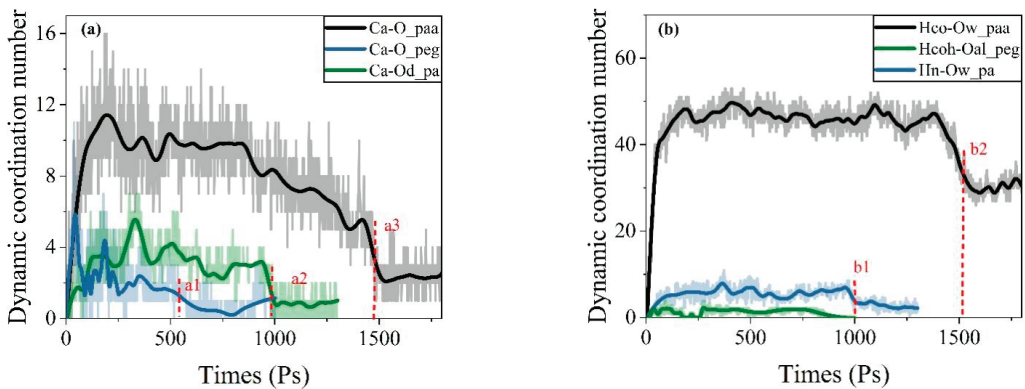 (a)
Ca-O_paa
Ca-O_peg
Ca-Od_pa
16
12
8
4
0
a1
a2
a3
0
500
1000
1500
Times (Ps)
Dynamic coordination number
(b)
Hco-Ow_paa
Hcoh-Oal_peg
Hn-Ow_pa
60
40
20
0
b1
b2
0
500
1000
1500
Times (Ps)
Dynamic coordination number